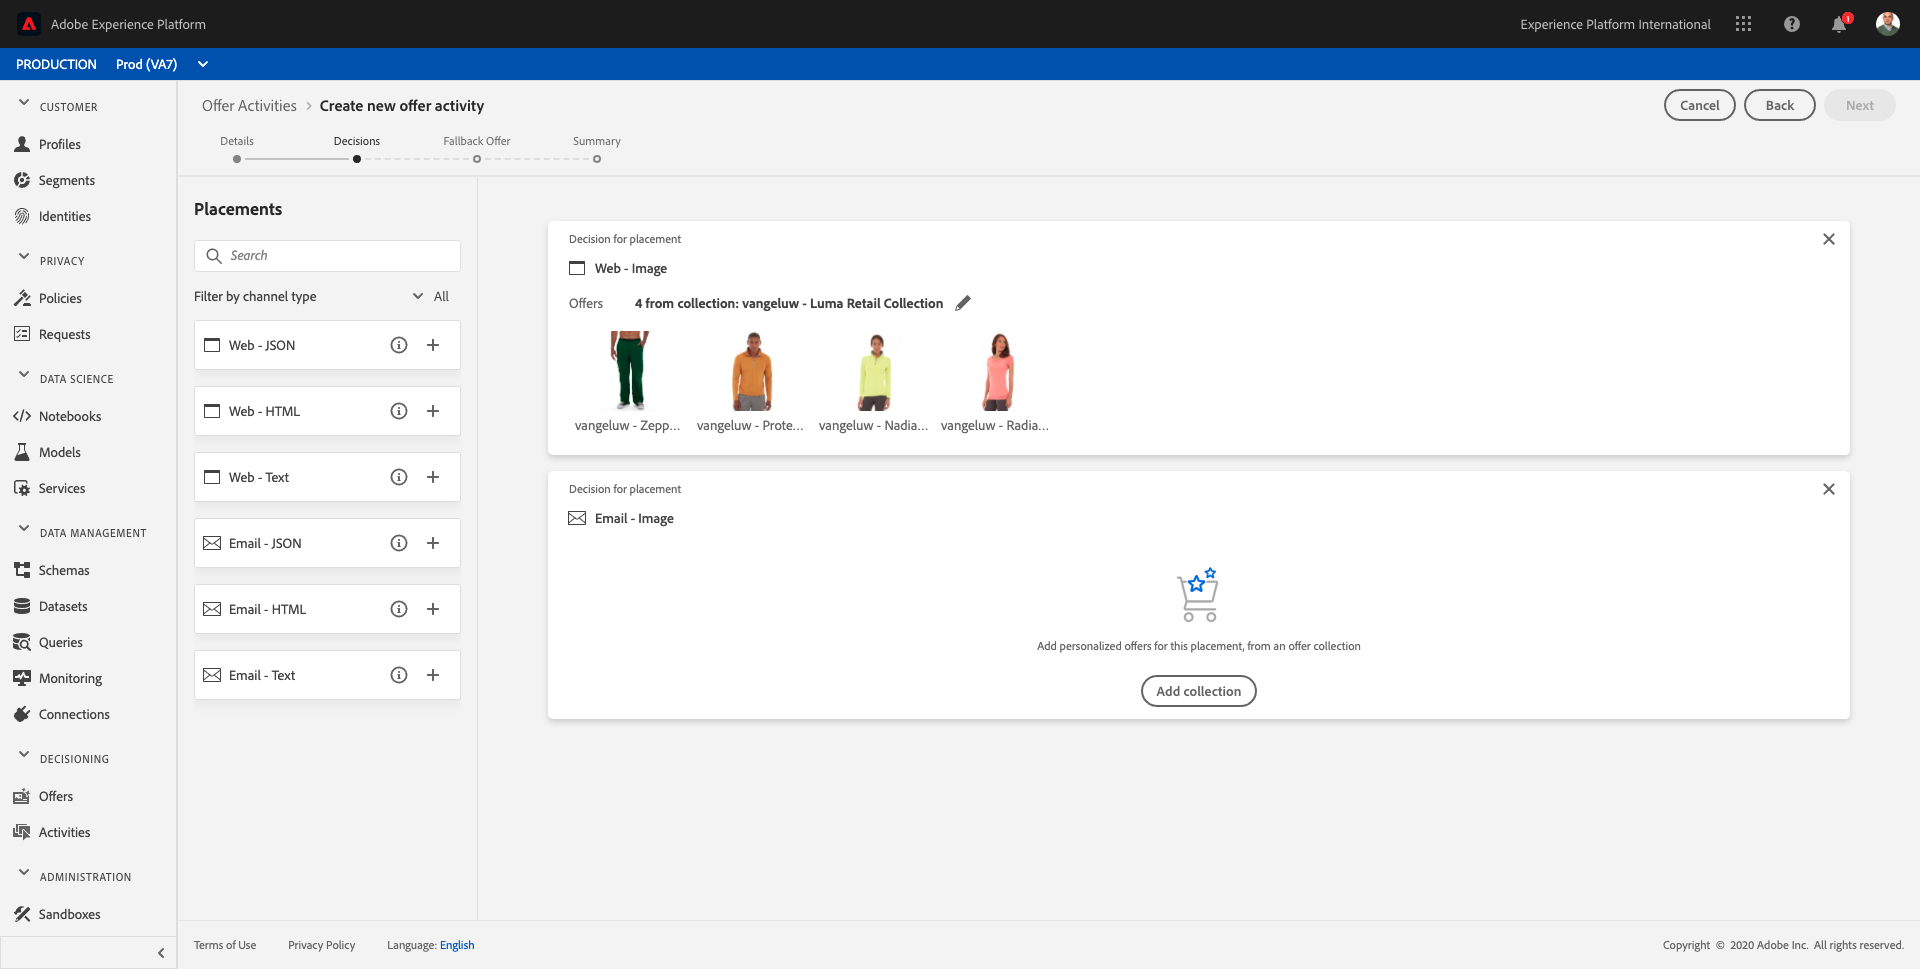 Adobe Experience Platform
Experience Platform International
1
PRODUCTION Prod (VA7)
CUSTOMER
Profiles
Segments
Identities
PRIVACY
Policies
Requests
DATA SCIENCE
Notebooks
Models
Services
DATA MANAGEMENT
Schemas
Datasets
Queries
Monitoring
Connections
DECISIONING
Offers
Activities
ADMINISTRATION
Sandboxes
Offer Activities > Create new offer activity
Cancel
Back
Next
Details
Decisions
Fallback Offer
Summary
Placements
Search
Filter by channel type
All
Web - JSON
Web - HTML
Web - Text
Email - JSON
Email - HTML
Email - Text
Decision for placement
Web - Image
Offers 4 from collection: vangeluw - Luma Retail Collection
vangeluw - Zepp...
vangeluw - Prote...
vangeluw - Nadia...
vangeluw - Radia...
Decision for placement
Email - Image
Add personalized offers for this placement, from an offer collection
Add collection
Terms of Use
Privacy Policy
Language: English
Copyright © 2020 Adobe Inc. All rights reserved.